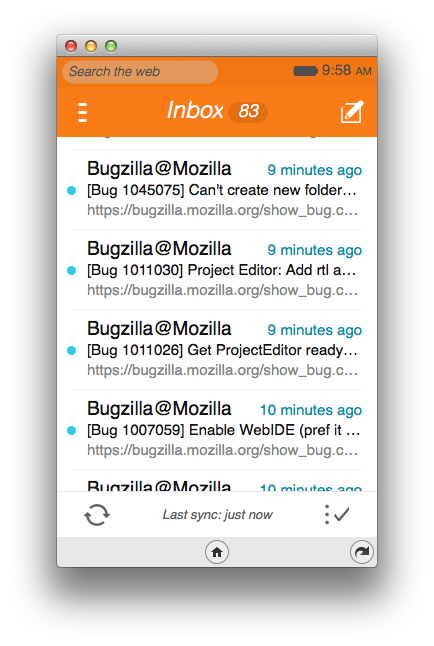 Search the web
9:58 AM
Inbox 83
Bugzilla@Mozilla 9 minutes ago
[Bug 1045075] Can't create new folder…
https://bugzilla.mozilla.org/show_bug.c…
Bugzilla@Mozilla 9 minutes ago
[Bug 1011030] Project Editor: Add rtl a…
https://bugzilla.mozilla.org/show_bug.c…
Bugzilla@Mozilla 9 minutes ago
[Bug 1011026] Get ProjectEditor ready…
https://bugzilla.mozilla.org/show_bug.c…
Bugzilla@Mozilla 10 minutes ago
[Bug 1007059] Enable WebIDE (pref it …
https://bugzilla.mozilla.org/show_bug.c…
Bugzilla@Mozilla 10 minutes ago
Last sync: just now